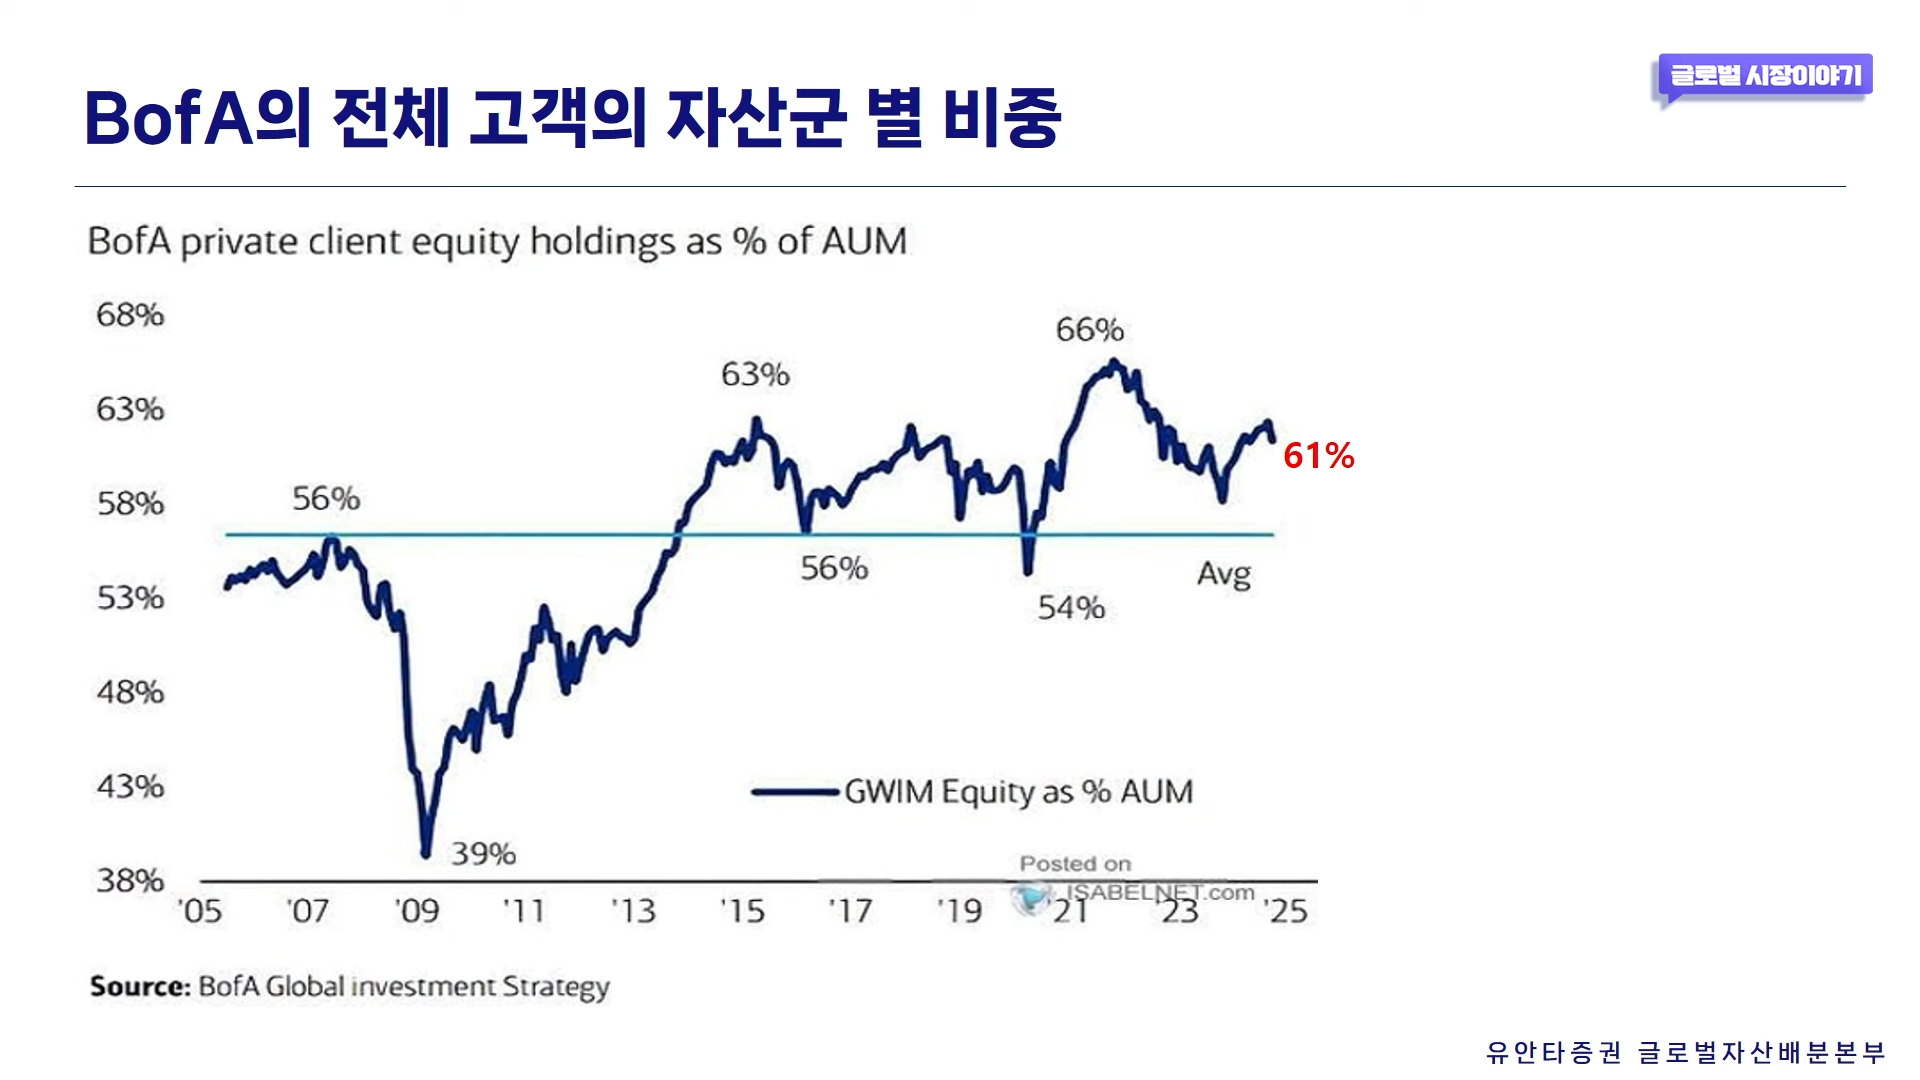 글로벌 시장이야기
BofA의 전체 고객의 자산군 별 비중
BofA private client equity holdings as % of AUM
68%
63%
58%
53%
48%
43%
38%
56%
39%
63%
56%
54%
66%
61%
Avg
GWIM Equity as % AUM
Posted on
ISABELNET.com
'05 '07 '09 '11 '13 '15 '17 '19 '21 '23 '25
Source: BofA Global investment Strategy
유안타증권 글로벌자산배분본부